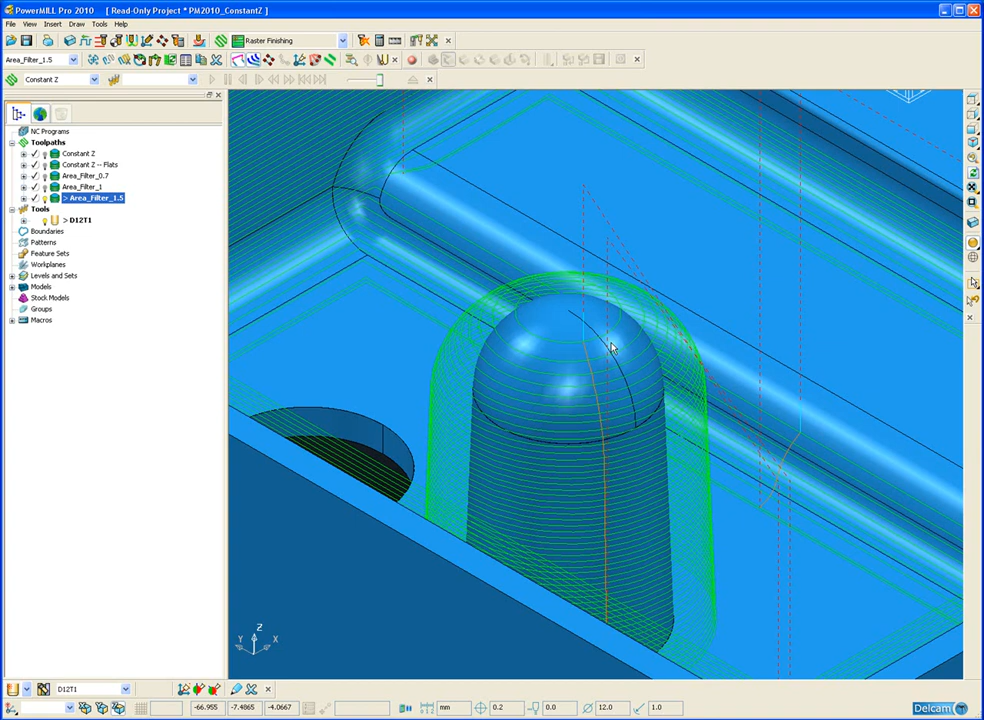 PowerMILL Pro 2010   [ Read-Only Project * PM2010_ConstantZ ]
File View Insert Draw Tools Help
Raster Finishing
Area_Filter_1.5
Constant Z
NC Programs
Toolpaths
Constant Z
Constant Z -- Flats
Area_Filter_0.7
Area_Filter_1
> Area_Filter_1.5
Tools
> D12T1
Boundaries
Patterns
Feature Sets
Workplanes
Levels and Sets
Models
Stock Models
Groups
Macros
Z
Y X
D12T1
-66.955 -7.4865 -4.0667 mm 0.2 0.0 12.0 1.0 Delcam